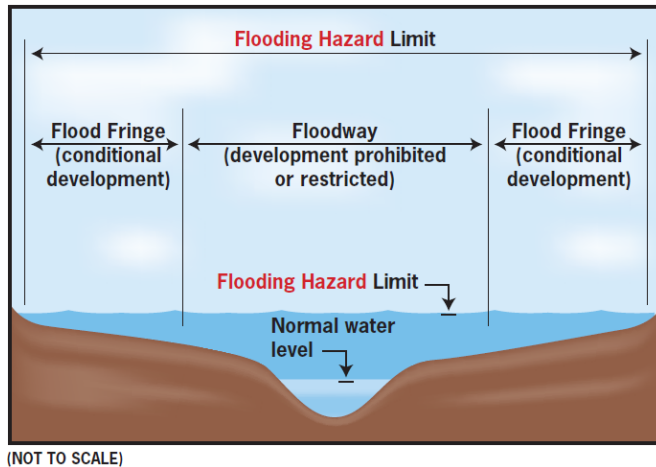 Flooding Hazard Limit
Flood Fringe
(conditional
development)
Floodway
(development prohibited
or restricted)
Flood Fringe
(conditional
development)
Flooding Hazard Limit
Normal water
level
(NOT TO SCALE)